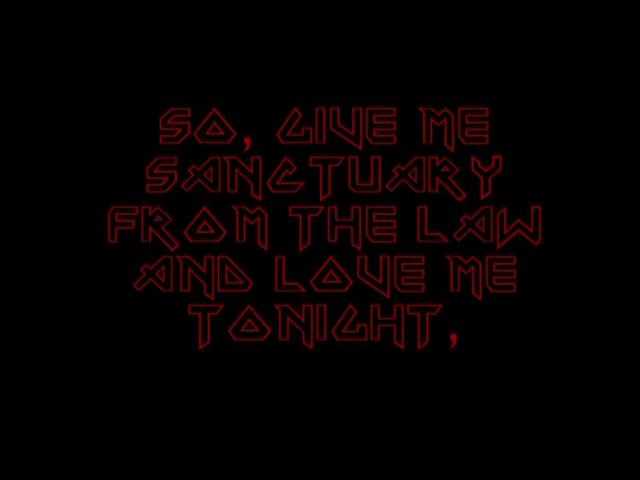 SO, GIVE ME
SANCTUARY
FROM THE LAW
AND LOVE ME
TONIGHT,